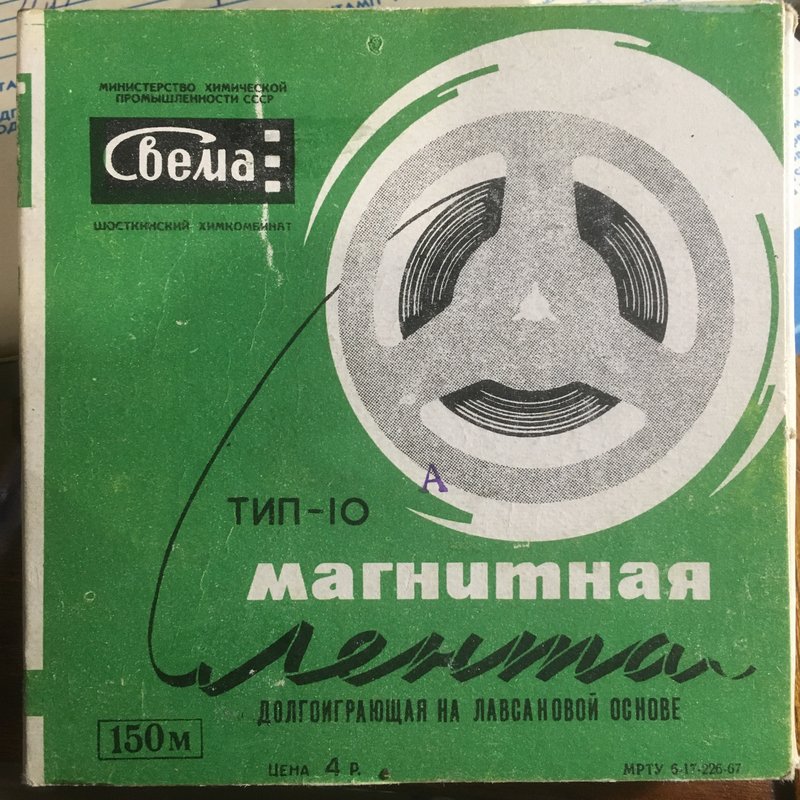 МИНИСТЕРСТВО ХИМИЧЕСКОЙ
ПРОМЫШЛЕННОСТИ СССР
Свема
ШОСТКИНСКИЙ ХИМКОМБИНАТ
А
ТИП-10
магнитная
лента
ДОЛГОИГРАЮЩАЯ НА ЛАВСАНОВОЙ ОСНОВЕ
150 м
ЦЕНА 4 Р.
МРТУ 6-17-226-67